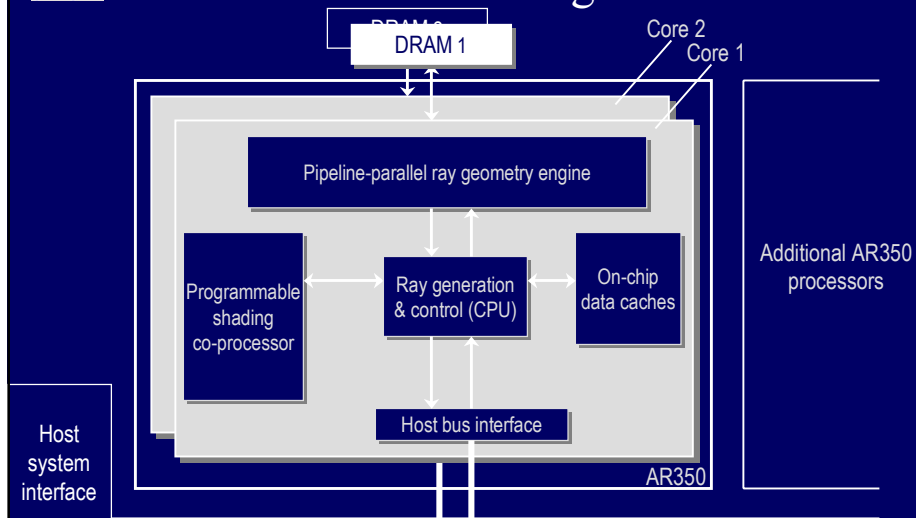 DRAM 1
Core 2
Core 1
Pipeline-parallel ray geometry engine
Programmable
shading
co-processor
Ray generation
& control (CPU)
On-chip
data caches
Additional AR350
processors
Host bus interface
AR350
Host
system
interface